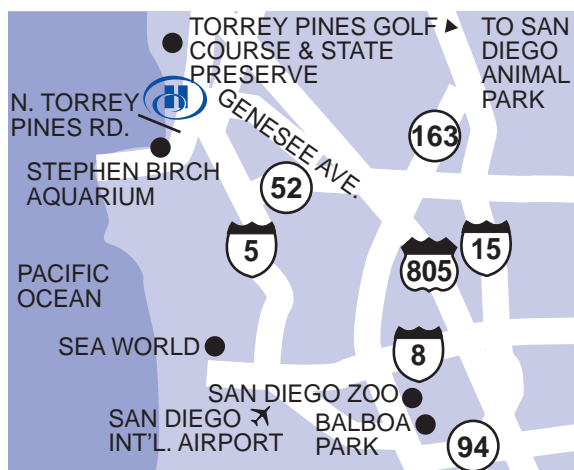 TORREY PINES GOLF
COURSE & STATE
PRESERVE
TO SAN
DIEGO
ANIMAL
PARK
N. TORREY
PINES RD.
H
GENESEE AVE.
163
STEPHEN BIRCH
AQUARIUM
52
5
15
805
PACIFIC
OCEAN
SEA WORLD
8
SAN DIEGO ZOO
SAN DIEGO
INT'L. AIRPORT
BALBOA
PARK
94